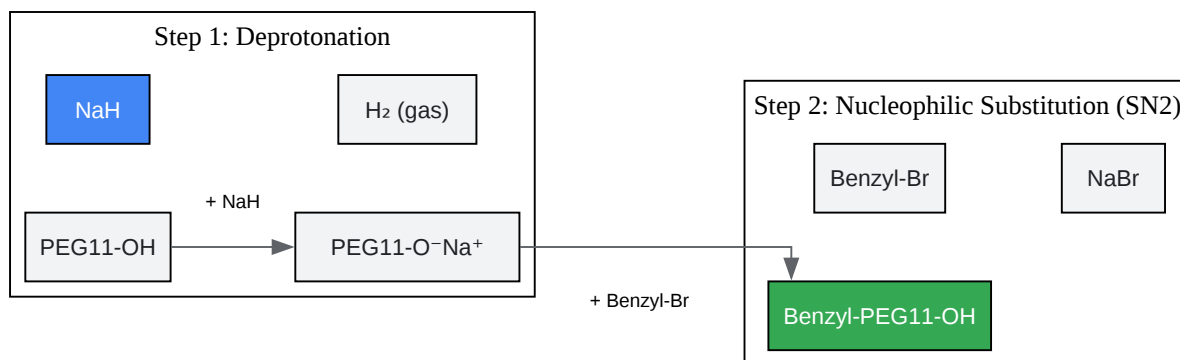 Step 1: Deprotonation
NaH
H₂ (gas)
+ NaH
PEG11-OH
PEG11-O⁻Na⁺
+ Benzyl-Br
Step 2: Nucleophilic Substitution (SN2)
Benzyl-Br
NaBr
Benzyl-PEG11-OH